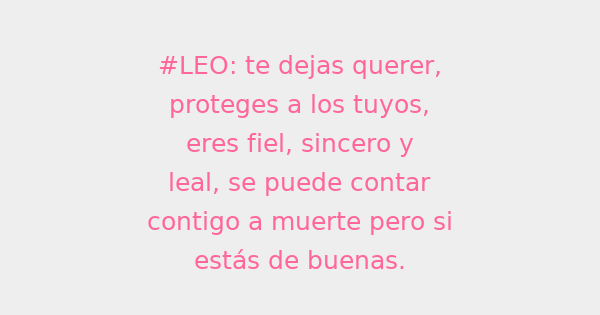 #LEO: te dejas querer,
proteges a los tuyos,
eres fiel, sincero y
leal, se puede contar
contigo a muerte pero si
estás de buenas.